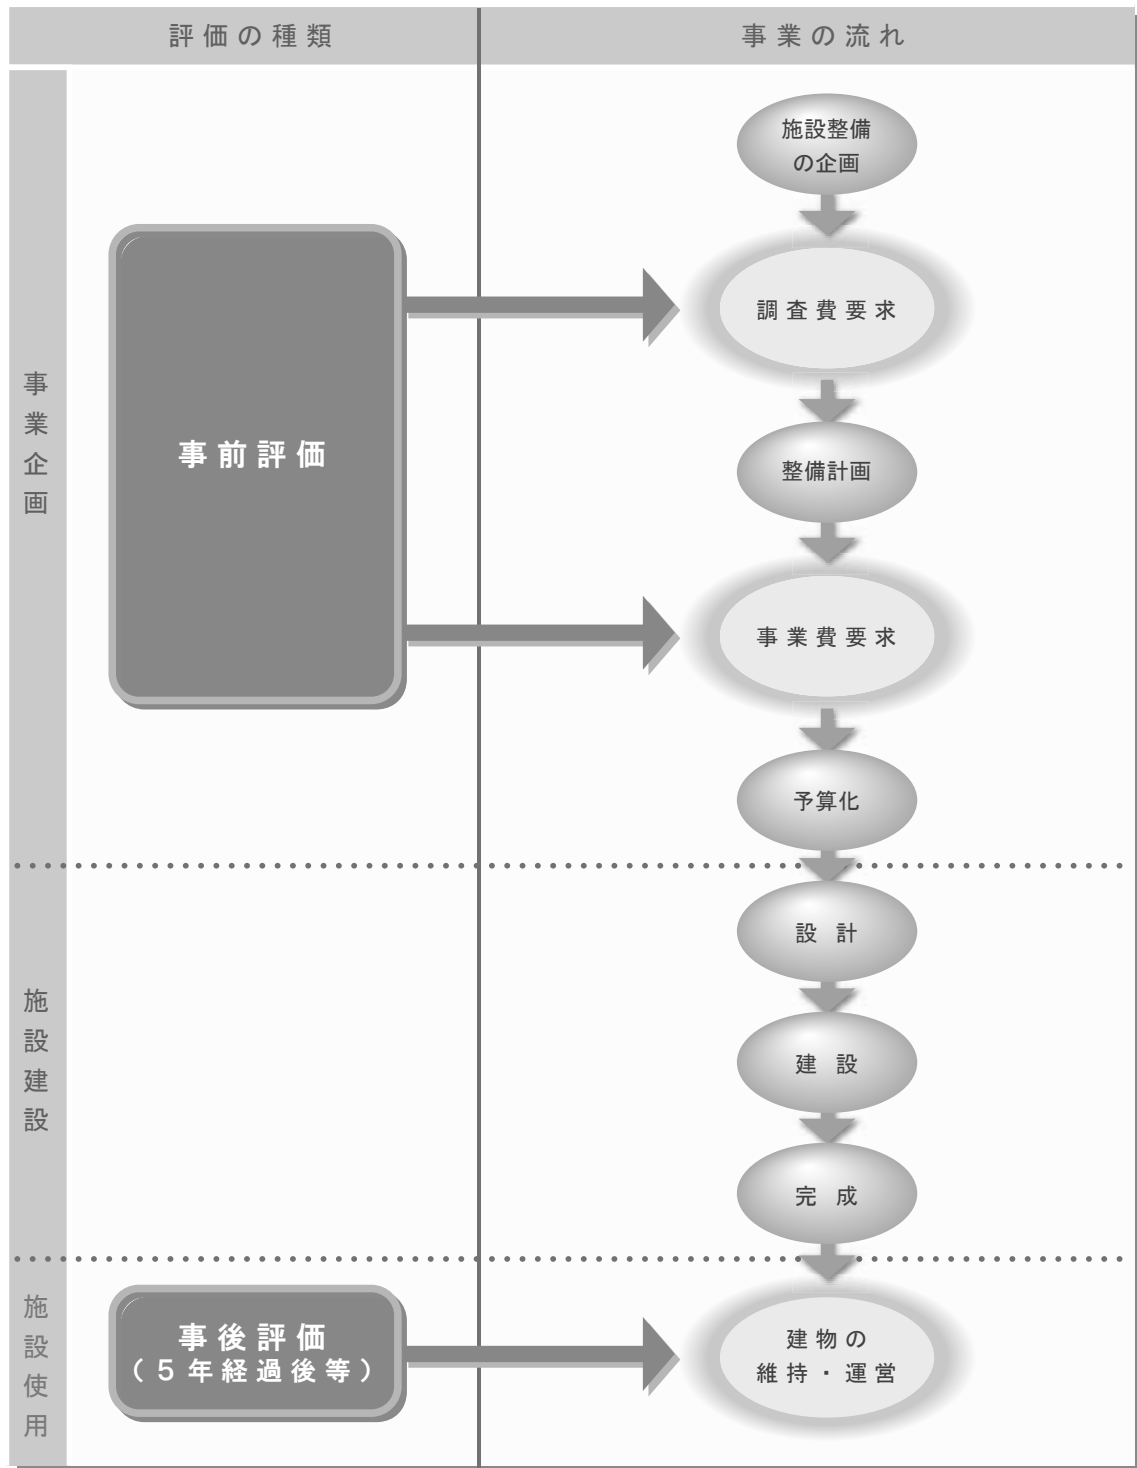 評価の種類
事業の流れ
事業企画
事前評価
施設整備
の企画
調査費要求
整備計画
事業費要求
予算化
施設建設
設計
建設
完成
施設使用
事後評価
(5年経過後等)
建物の
維持・運営